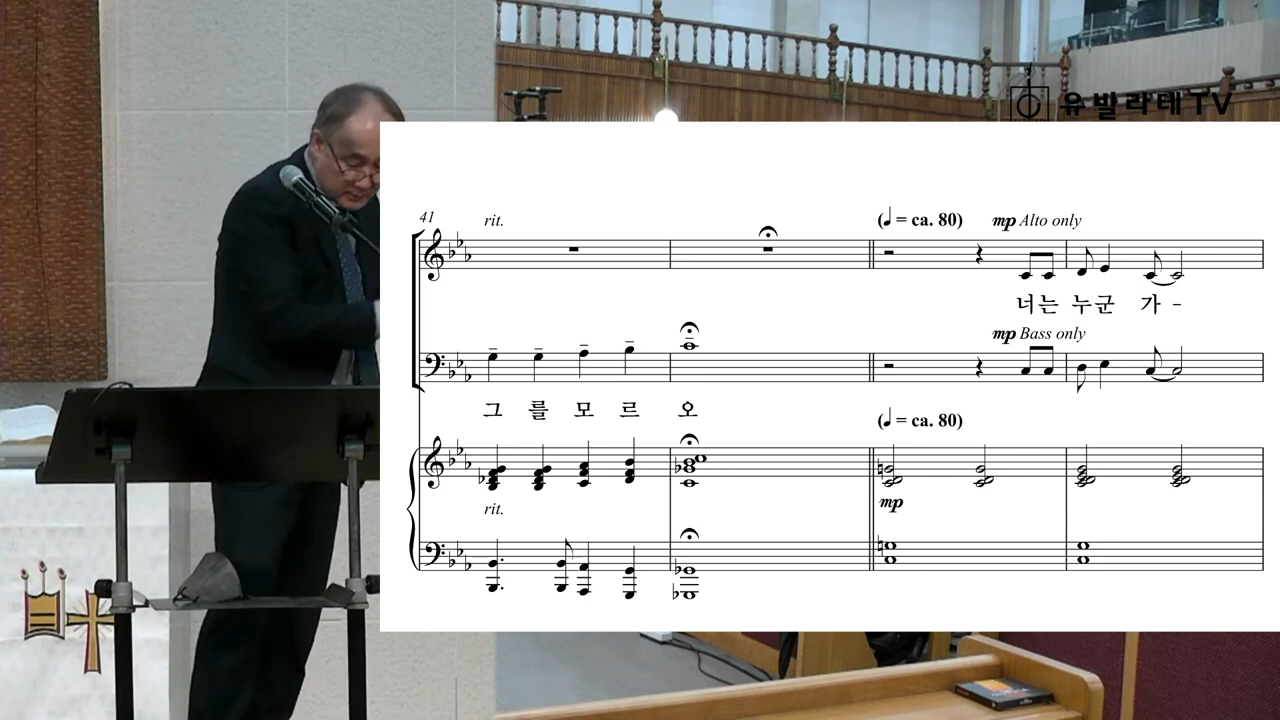 유빌라테TV
41
rit.
(♩ = ca. 80)
mp Alto only
너는 누군 가 -
mp Bass only
그 를 모 르 오
(♩ = ca. 80)
rit.
mp